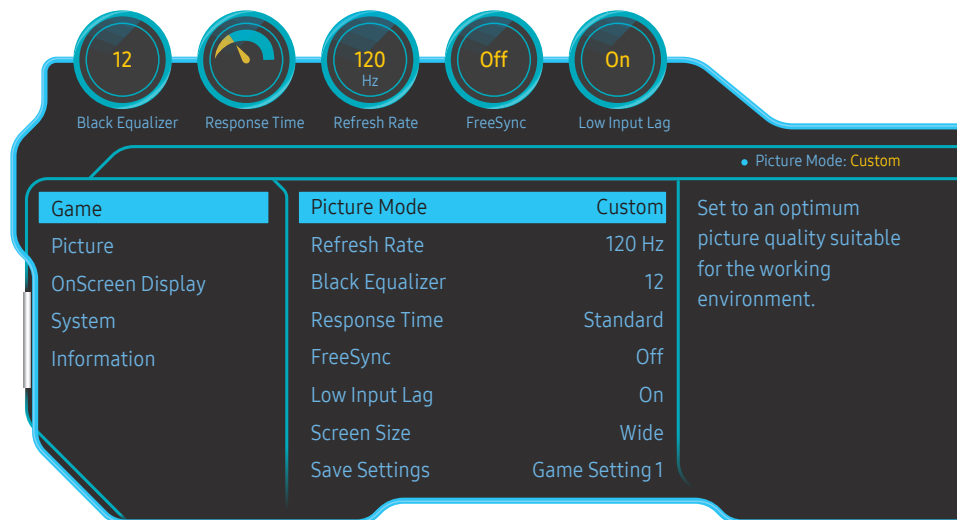 12
120
Hz
Off
On
Black Equalizer
Response Time
Refresh Rate
FreeSync
Low Input Lag
Picture Mode: Custom
Game
Picture
OnScreen Display
System
Information
Picture Mode Custom
Refresh Rate 120 Hz
Black Equalizer 12
Response Time Standard
FreeSync Off
Low Input Lag On
Screen Size Wide
Save Settings Game Setting 1
Set to an optimum
picture quality suitable
for the working
environment.